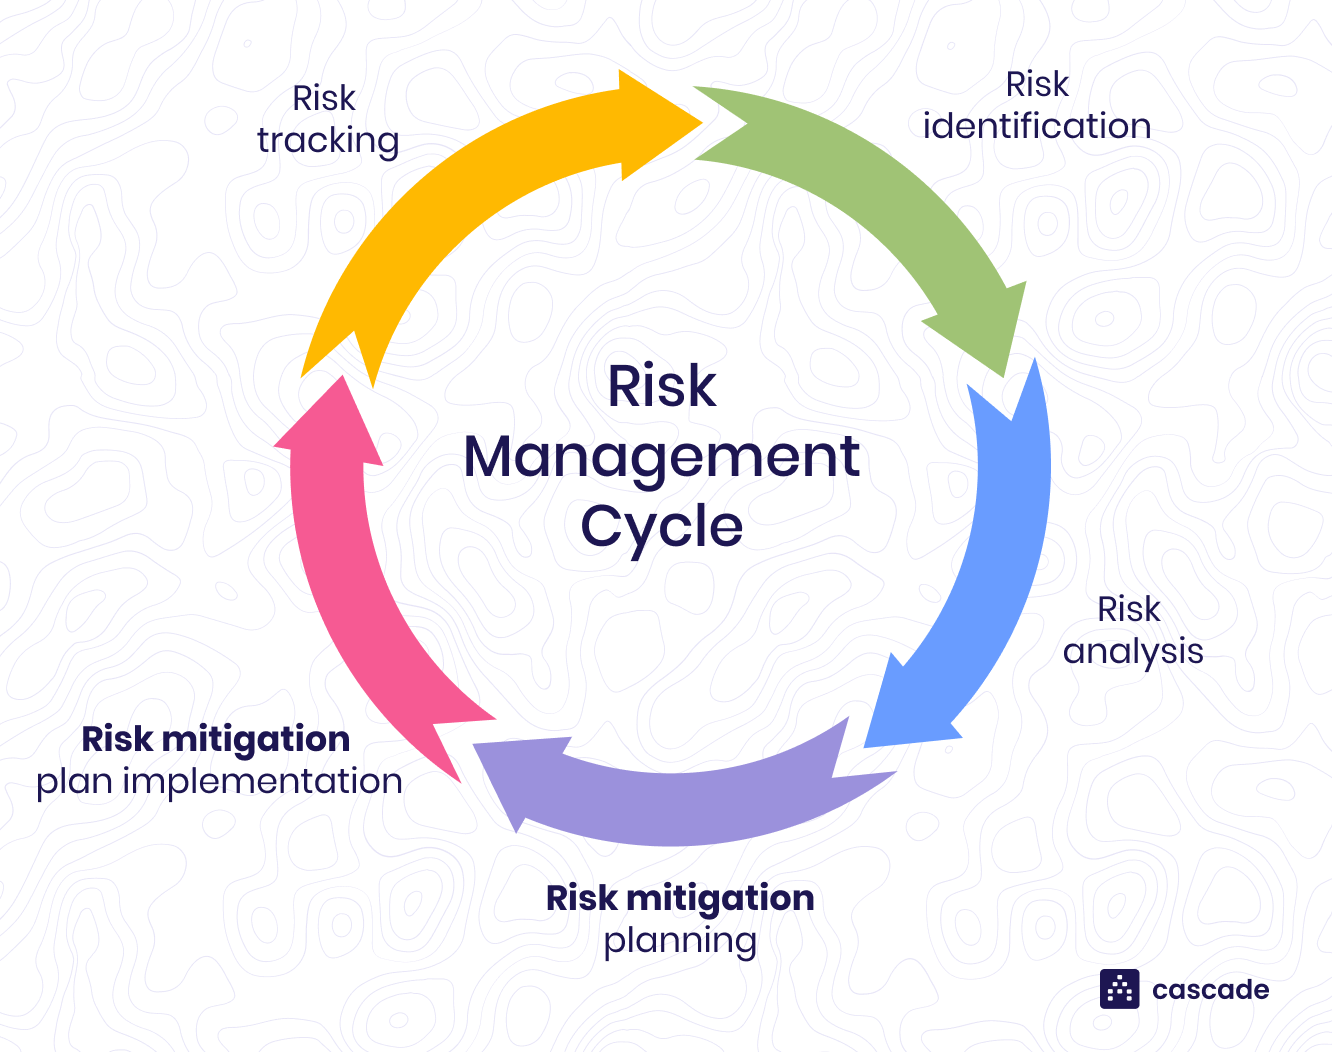 Risk
Management
Cycle
Risk
identification
Risk
analysis
Risk mitigation
planning
Risk mitigation
plan implementation
Risk
tracking
cascade